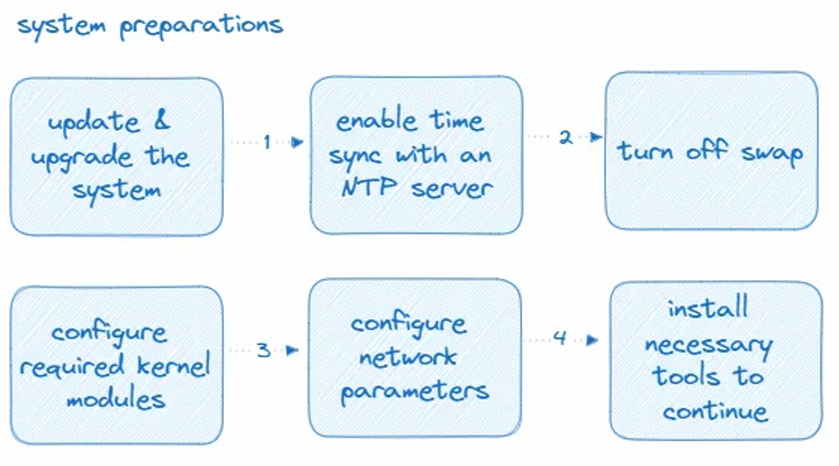 system preparations
update &
upgrade the
system
1
enable time
sync with an
NTP server
2
turn off swap
configure
required kernel
modules
3
configure
network
parameters
4
install
necessary
tools to
continue